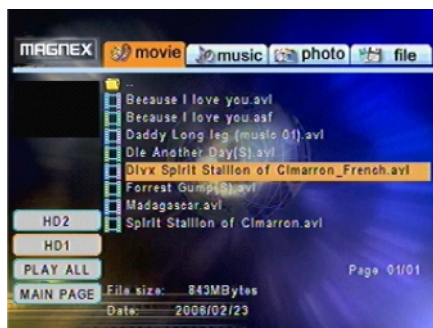 MAGNEX movie music photo file
..
Because I love you.avi
Because I love you.asf
Daddy Long leg (music 01).avi
Die Another Day(S).avi
Divx Spirit Stallion of Cimarron_French.avi
Forrest Gump(S).avi
Madagascar.avi
Spirit Stallion of Cimarron.avi
HD2
HD1
PLAY ALL
MAIN PAGE
Page 01/01
File size: 843MBytes
Date: 2006/02/23